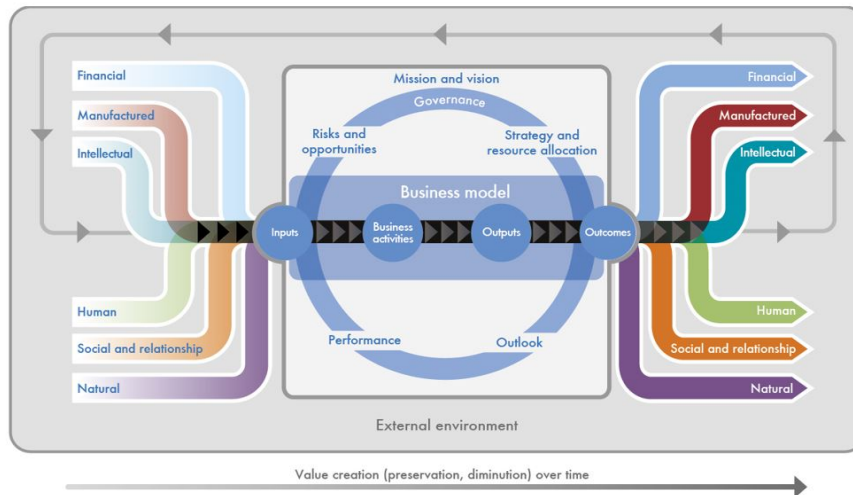 Financial
Manufactured
Intellectual
Human
Social and relationship
Natural
Mission and vision
Governance
Risks and
opportunities
Strategy and
resource allocation
Business model
Inputs
Business
activities
Outputs
Outcomes
Performance
Outlook
Financial
Manufactured
Intellectual
Human
Social and relationship
Natural
External environment
Value creation (preservation, diminution) over time